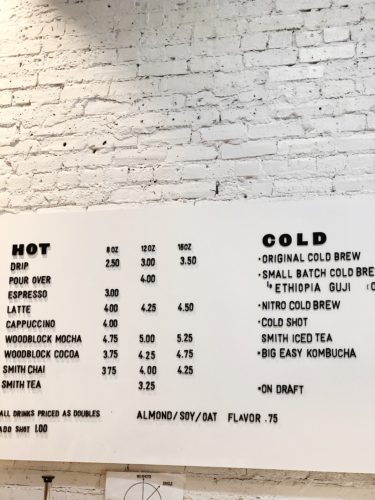 HOT 8 OZ 12 OZ 16OZ
DRIP 2.50 3.00 3.50
POUR OVER 4.00
ESPRESSO 3.00
LATTE 4.00 4.25 4.50
CAPPUCCINO 4.00
WOODBLOCK MOCHA 4.75 5.00 5.25
WOODBLOCK COCOA 3.75 4.25 4.75
SMITH CHAI 3.75 4.00 4.25
SMITH TEA 3.25
ALL DRINKS PRICED AS DOUBLES
ADD SHOT 1.00
ALMOND/SOY/OAT FLAVOR .75
COLD
•ORIGINAL COLD BREW
•SMALL BATCH COLD BRE
↳ ETHIOPIA GUJI (
•NITRO COLD BREW
•COLD SHOT
SMITH ICED TEA
•BIG EASY KOMBUCHA
•ON DRAFT